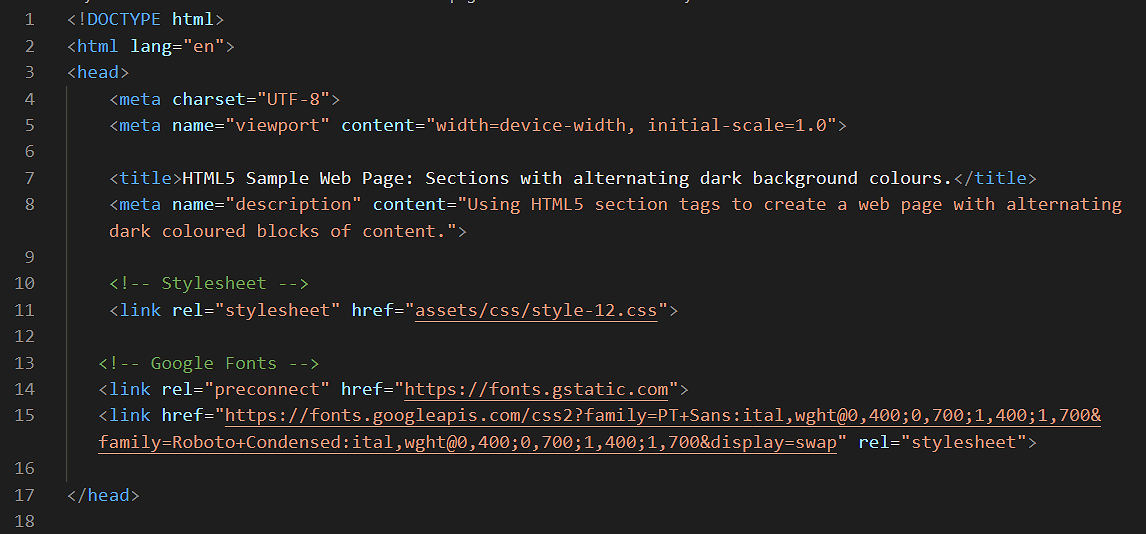 1 <!DOCTYPE html>
2 <html lang="en">
3 <head>
4 <meta charset="UTF-8">
5 <meta name="viewport" content="width=device-width, initial-scale=1.0">
6
7 <title>HTML5 Sample Web Page: Sections with alternating dark background colours.</title>
8 <meta name="description" content="Using HTML5 section tags to create a web page with alternating
dark coloured blocks of content.">
9
10 <!-- Stylesheet -->
11 <link rel="stylesheet" href="assets/css/style-12.css">
12
13 <!-- Google Fonts -->
14 <link rel="preconnect" href="https://fonts.gstatic.com">
15 <link href="https://fonts.googleapis.com/css2?family=PT+Sans:ital,wght@0,400;0,700;1,400;1,700&
family=Roboto+Condensed:ital,wght@0,400;0,700;1,400;1,700&display=swap" rel="stylesheet">
16
17 </head>
18